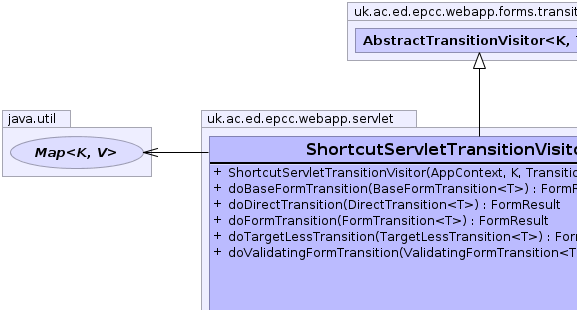 uk.ac.ed.epcc.webapp.forms.transit
AbstractTransitionVisitor<K,
java.util
Map<K, V>
uk.ac.ed.epcc.webapp.servlet
ShortcutServletTransitionVisito
+ ShortcutServletTransitionVisitor(AppContext, K, Transition
+ doBaseFormTransition(BaseFormTransition<T>) : FormR
+ doDirectTransition(DirectTransition<T>) : FormResult
+ doFormTransition(FormTransition<T>) : FormResult
+ doTargetLessTransition(TargetLessTransition<T>) : Form
+ doValidatingFormTransition(ValidatingFormTransition<T